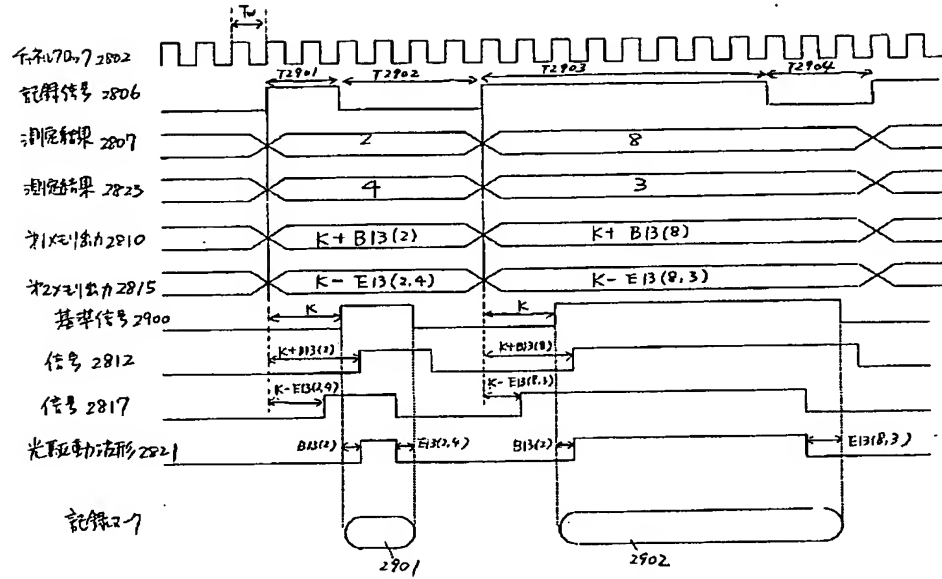 Tw
チャネルクロック 2802
T2901 T2902 T2903 T2904
記録信号 2806
測定結果 2807 2 8
測定結果 2823 4 3
第1メモリ出力 2810 K+B13(2) K+B13(8)
第2メモリ出力 2815 K-E13(2,4) K-E13(8,3)
基準信号 2900 K K
信号 2812 K+B13(2) K+B13(8)
信号 2817 K-E13(2,4) K-E13(8,3)
光駆動波形 2821 B13(2) E13(2,4) B13(2) E13(8,3)
記録マーク
2901 2902